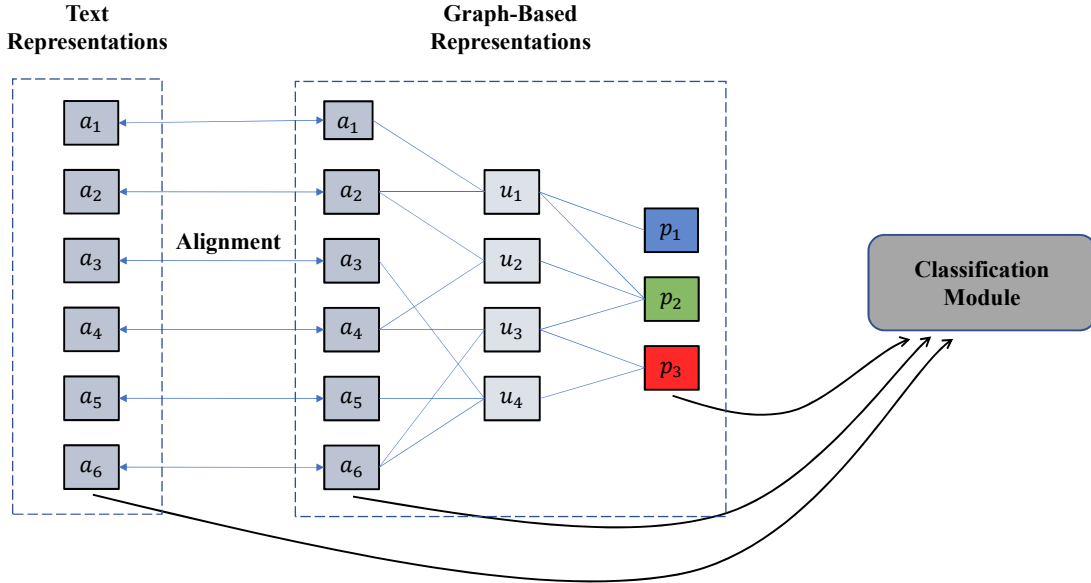 Text
Representations
Graph-Based
Representations
a₁
a₂
a₃
a₄
a₅
a₆
Alignment
a₁
a₂
a₃
a₄
a₅
a₆
u₁
u₂
u₃
u₄
p₁
p₂
p₃
Classification
Module